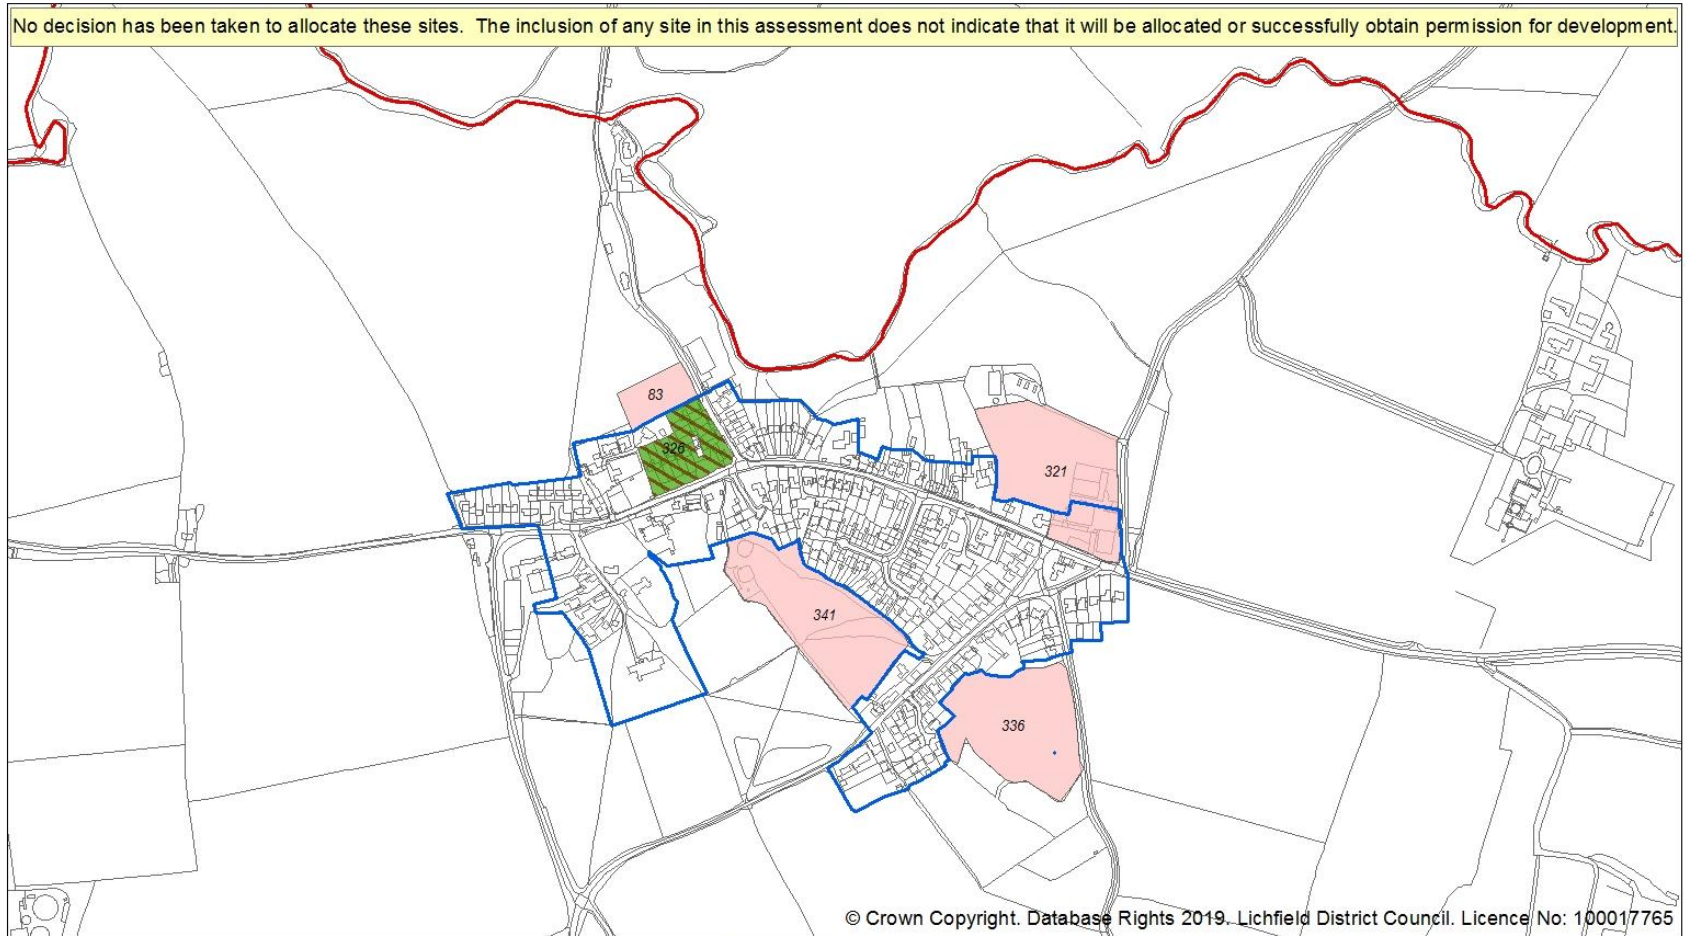 No decision has been taken to allocate these sites. The inclusion of any site in this assessment does not indicate that it will be allocated or successfully obtain permission for development.
83
326
321
341
336
© Crown Copyright. Database Rights 2019. Lichfield District Council. Licence No: 100017765